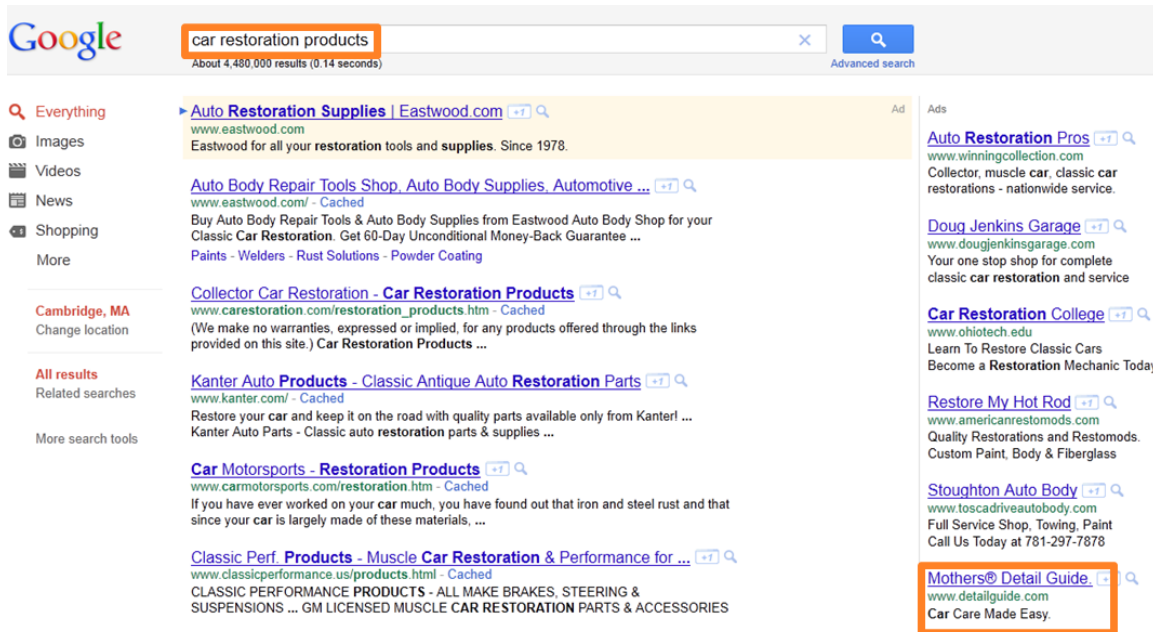 Google
car restoration products
About 4,480,000 results (0.14 seconds)
Advanced search
Everything
Images
Videos
News
Shopping
More
Cambridge, MA
Change location
All results
Related searches
More search tools
Auto Restoration Supplies | Eastwood.com +1
Ad
www.eastwood.com
Eastwood for all your restoration tools and supplies. Since 1978.
Auto Body Repair Tools Shop, Auto Body Supplies, Automotive ... +1
www.eastwood.com/ - Cached
Buy Auto Body Repair Tools & Auto Body Supplies from Eastwood Auto Body Shop for your
Classic Car Restoration. Get 60-Day Unconditional Money-Back Guarantee ...
Paints - Welders - Rust Solutions - Powder Coating
Collector Car Restoration - Car Restoration Products +1
www.carestoration.com/restoration_products.htm - Cached
(We make no warranties, expressed or implied, for any products offered through the links
provided on this site.) Car Restoration Products ...
Kanter Auto Products - Classic Antique Auto Restoration Parts +1
www.kanter.com/ - Cached
Restore your car and keep it on the road with quality parts available only from Kanter! ...
Kanter Auto Parts - Classic auto restoration parts & supplies ...
Car Motorsports - Restoration Products +1
www.carmotorsports.com/restoration.htm - Cached
If you have ever worked on your car much, you have found out that iron and steel rust and that
since your car is largely made of these materials, ...
Classic Perf. Products - Muscle Car Restoration & Performance for ... +1
www.classicperformance.us/products.html - Cached
CLASSIC PERFORMANCE PRODUCTS - ALL MAKE BRAKES, STEERING &
SUSPENSIONS ... GM LICENSED MUSCLE CAR RESTORATION PARTS & ACCESSORIES
Ads
Auto Restoration Pros +1
www.winningcollection.com
Collector, muscle car, classic car
restorations - nationwide service.
Doug Jenkins Garage +1
www.dougjenkinsgarage.com
Your one stop shop for complete
classic car restoration and service
Car Restoration College +1
www.ohiotech.edu
Learn To Restore Classic Cars
Become a Restoration Mechanic Today
Restore My Hot Rod +1
www.americanrestomods.com
Quality Restorations and Restomods.
Custom Paint, Body & Fiberglass
Stoughton Auto Body +1
www.toscadriveautobody.com
Full Service Shop, Towing, Paint
Call Us Today at 781-297-7878
Mothers® Detail Guide.
www.detailguide.com
Car Care Made Easy.